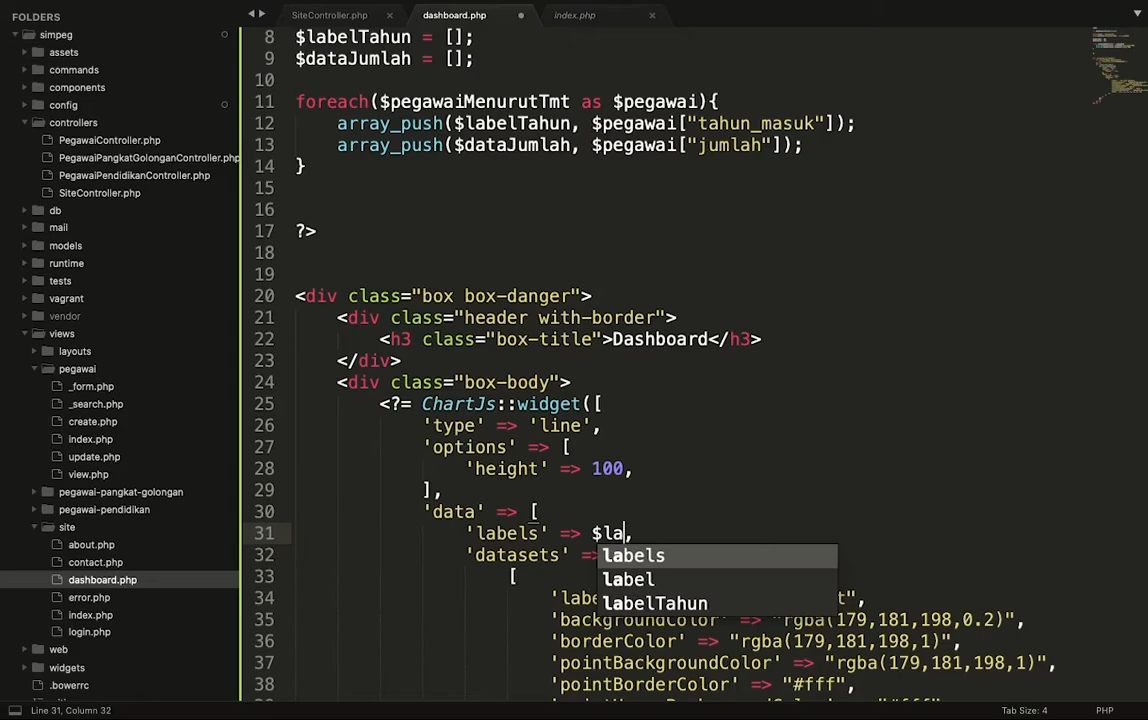 FOLDERS
simpeg
assets
commands
components
config
controllers
PegawaiController.php
PegawaiPangkatGolonganController.php
PegawaiPendidikanController.php
SiteController.php
db
mail
models
runtime
tests
vagrant
vendor
views
layouts
pegawai
_form.php
_search.php
create.php
index.php
update.php
view.php
pegawai-pangkat-golongan
pegawai-pendidikan
site
about.php
contact.php
dashboard.php
error.php
index.php
login.php
web
widgets
.bowerrc
SiteController.php × dashboard.php index.php ×
8 $labelTahun = [];
9 $dataJumlah = [];
10
11 foreach($pegawaiMenurutTmt as $pegawai){
12 array_push($labelTahun, $pegawai["tahun_masuk"]);
13 array_push($dataJumlah, $pegawai["jumlah"]);
14 }
15
16
17 ?>
18
19
20 <div class="box box-danger">
21 <div class="header with-border">
22 <h3 class="box-title">Dashboard</h3>
23 </div>
24 <div class="box-body">
25 <?= ChartJs::widget([
26 'type' => 'line',
27 'options' => [
28 'height' => 100,
29 ],
30 'data' => [
31 'labels' => $la,
32 'datasets' =>
labels
label
labelTahun
33 [
34 t",
35 'backgroundColor' => "rgba(179,181,198,0.2)",
36 'borderColor' => "rgba(179,181,198,1)",
37 'pointBackgroundColor' => "rgba(179,181,198,1)",
38 'pointBorderColor' => "#fff",
Line 31, Column 32 Tab Size: 4 PHP